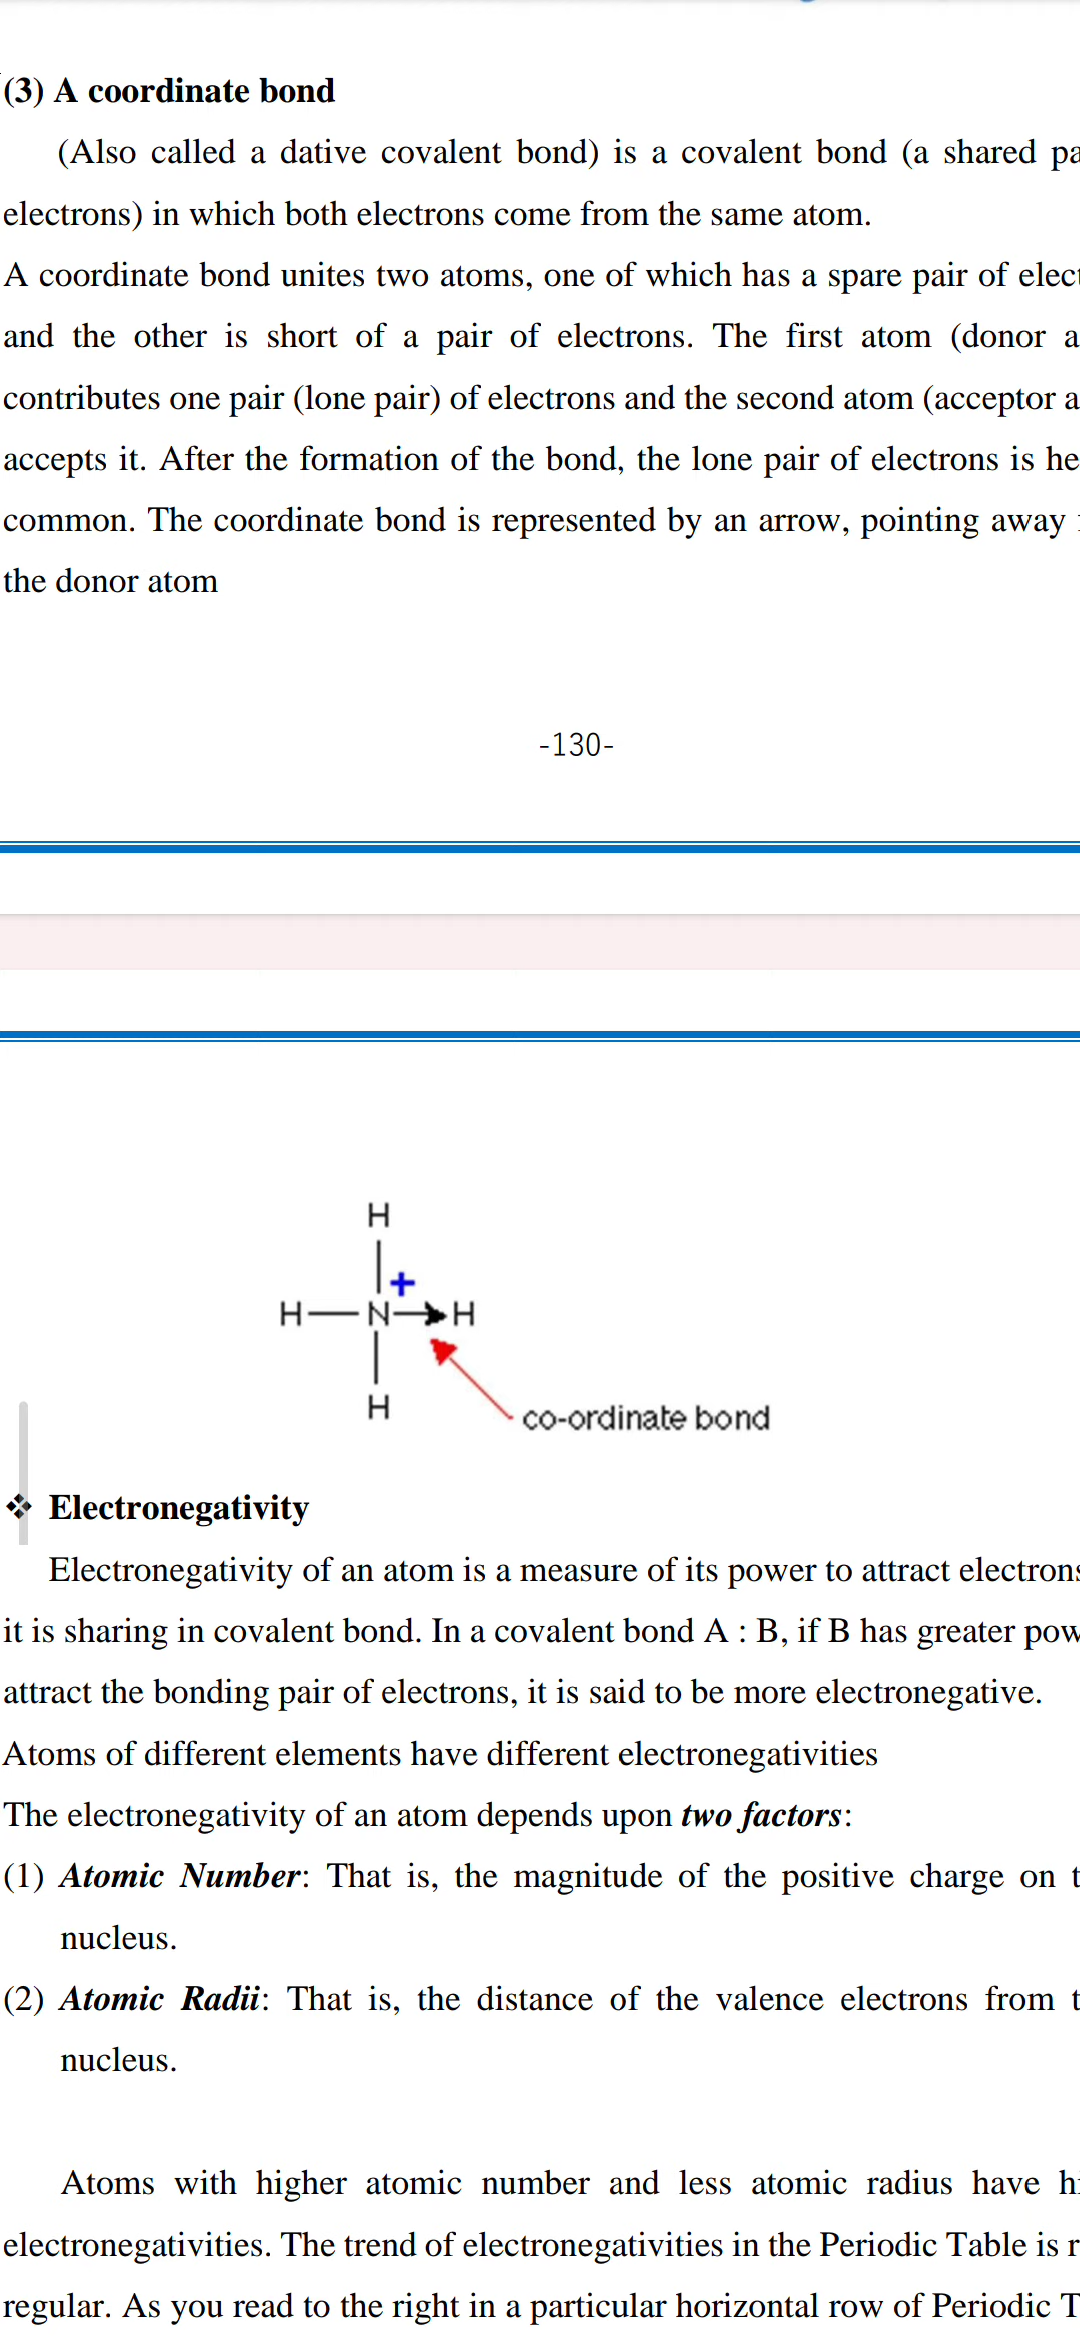 (3) A coordinate bond
(Also called a dative covalent bond) is a covalent bond (a shared
electrons) in which both electrons come from the same atom.
A coordinate bond unites two atoms, one of which has a spare pair of
and the other is short of a pair of electrons. The first atom (donor
contributes one pair (lone pair) of electrons and the second atom (acceptor
accepts it. After the formation of the bond, the lone pair of electrons is
common. The coordinate bond is represented by an arrow, pointing away
the donor atom
-130-
H
+
H—N→H
H
co-ordinate bond
❖ Electronegativity
Electronegativity of an atom is a measure of its power to attract electrons
it is sharing in covalent bond. In a covalent bond A : B, if B has greater
attract the bonding pair of electrons, it is said to be more electronegative.
Atoms of different elements have different electronegativities
The electronegativity of an atom depends upon two factors:
(1) Atomic Number: That is, the magnitude of the positive charge on
nucleus.
(2) Atomic Radii: That is, the distance of the valence electrons from
nucleus.
Atoms with higher atomic number and less atomic radius have
electronegativities. The trend of electronegativities in the Periodic Table is
regular. As you read to the right in a particular horizontal row of Periodic